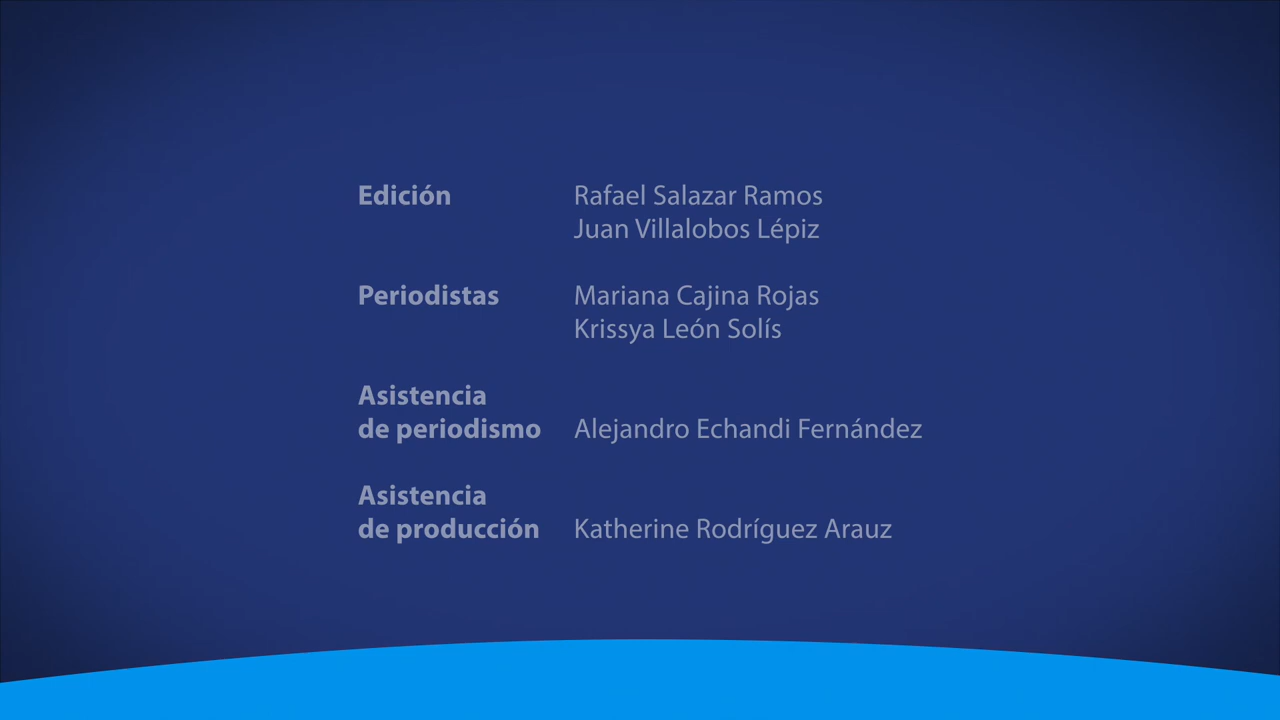 Edición Rafael Salazar Ramos
Juan Villalobos Lépiz
Periodistas Mariana Cajina Rojas
Krissya León Solís
Asistencia
de periodismo Alejandro Echandi Fernández
Asistencia
de producción Katherine Rodríguez Arauz